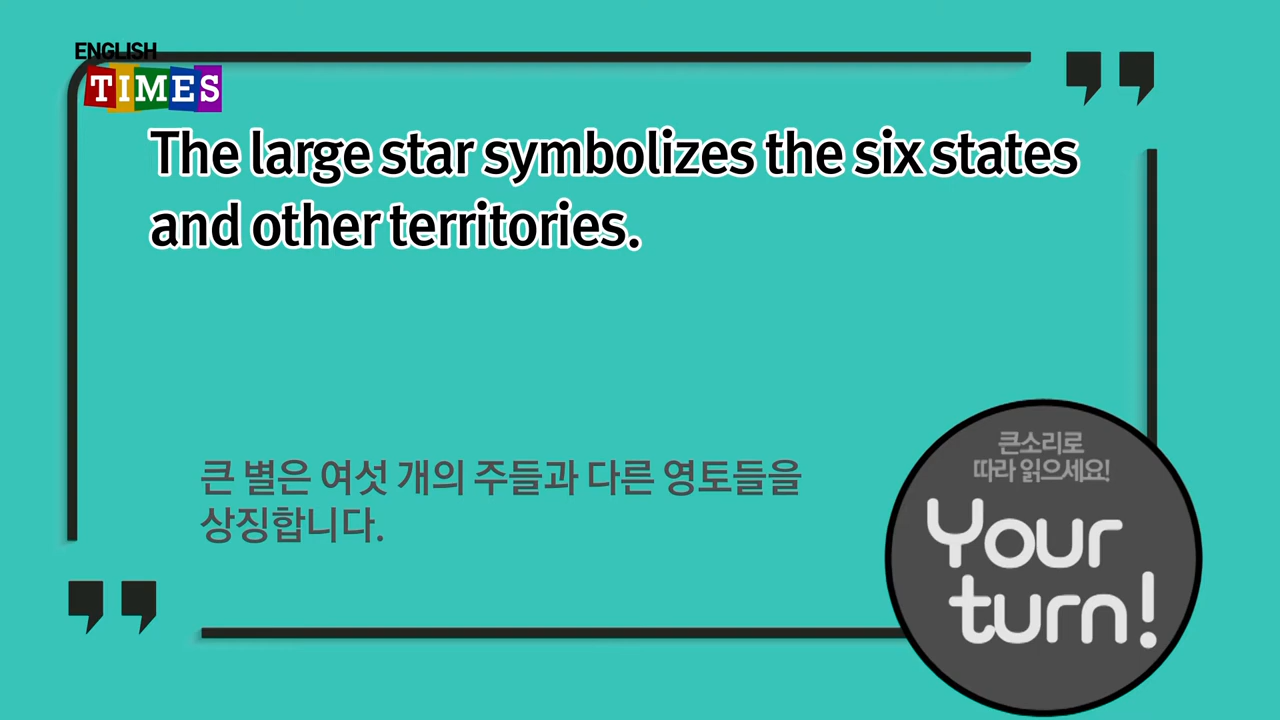 ENGLISH
TIMES
The large star symbolizes the six states
and other territories.
큰 별은 여섯 개의 주들과 다른 영토들을
상징합니다.
큰소리로
따라 읽으세요!
Your
turn!